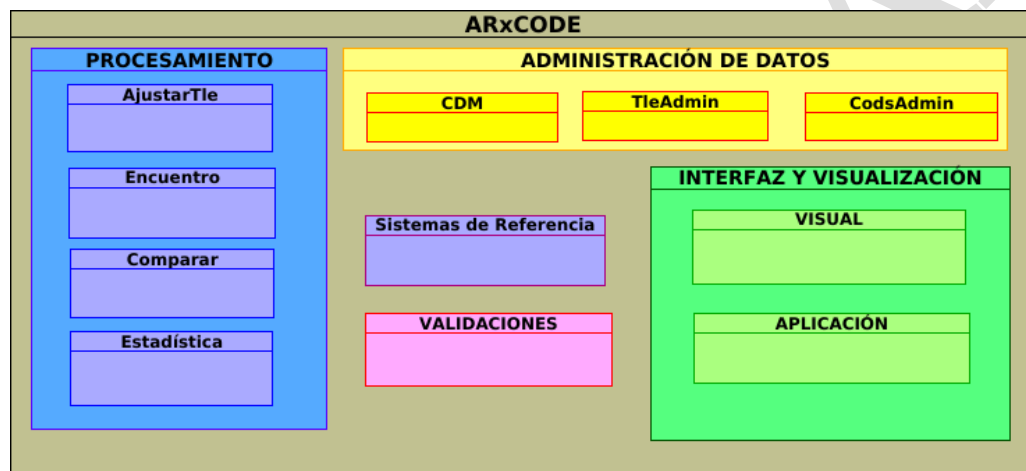 ARxCODE
PROCESAMIENTO
AjustarTle
Encuentro
Comparar
Estadística
ADMINISTRACIÓN DE DATOS
CDM
TleAdmin
CodsAdmin
Sistemas de Referencia
VALIDACIONES
INTERFAZ Y VISUALIZACIÓN
VISUAL
APLICACIÓN